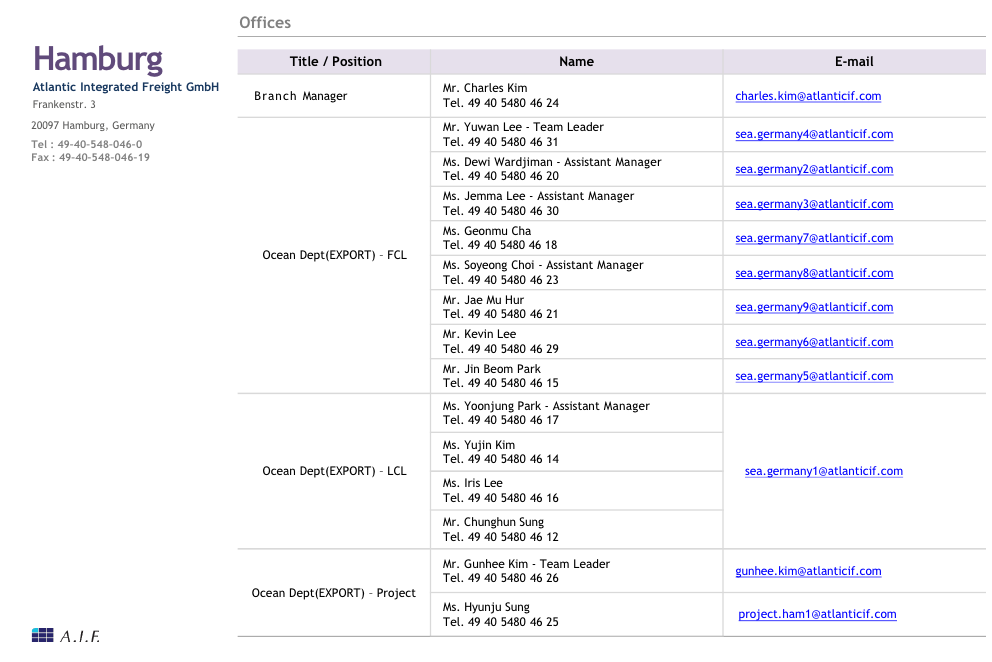 Offices
Hamburg
Atlantic Integrated Freight GmbH
Frankenstr. 3
20097 Hamburg, Germany
Tel : 49-40-548-046-0
Fax : 49-40-548-046-19
Title / Position Name E-mail
Branch Manager
Mr. Charles Kim
Tel. 49 40 5480 46 24
charles.kim@atlanticif.com
Ocean Dept(EXPORT) – FCL
Mr. Yuwan Lee - Team Leader
Tel. 49 40 5480 46 31
sea.germany4@atlanticif.com
Ms. Dewi Wardjiman - Assistant Manager
Tel. 49 40 5480 46 20
sea.germany2@atlanticif.com
Ms. Jemma Lee - Assistant Manager
Tel. 49 40 5480 46 30
sea.germany3@atlanticif.com
Ms. Geonmu Cha
Tel. 49 40 5480 46 18
sea.germany7@atlanticif.com
Ms. Soyeong Choi - Assistant Manager
Tel. 49 40 5480 46 23
sea.germany8@atlanticif.com
Mr. Jae Mu Hur
Tel. 49 40 5480 46 21
sea.germany9@atlanticif.com
Mr. Kevin Lee
Tel. 49 40 5480 46 29
sea.germany6@atlanticif.com
Mr. Jin Beom Park
Tel. 49 40 5480 46 15
sea.germany5@atlanticif.com
Ocean Dept(EXPORT) – LCL
Ms. Yoonjung Park - Assistant Manager
Tel. 49 40 5480 46 17
Ms. Yujin Kim
Tel. 49 40 5480 46 14
Ms. Iris Lee
Tel. 49 40 5480 46 16
Mr. Chunghun Sung
Tel. 49 40 5480 46 12
sea.germany1@atlanticif.com
Ocean Dept(EXPORT) – Project
Mr. Gunhee Kim - Team Leader
Tel. 49 40 5480 46 26
gunhee.kim@atlanticif.com
Ms. Hyunju Sung
Tel. 49 40 5480 46 25
project.ham1@atlanticif.com
A.I.F.